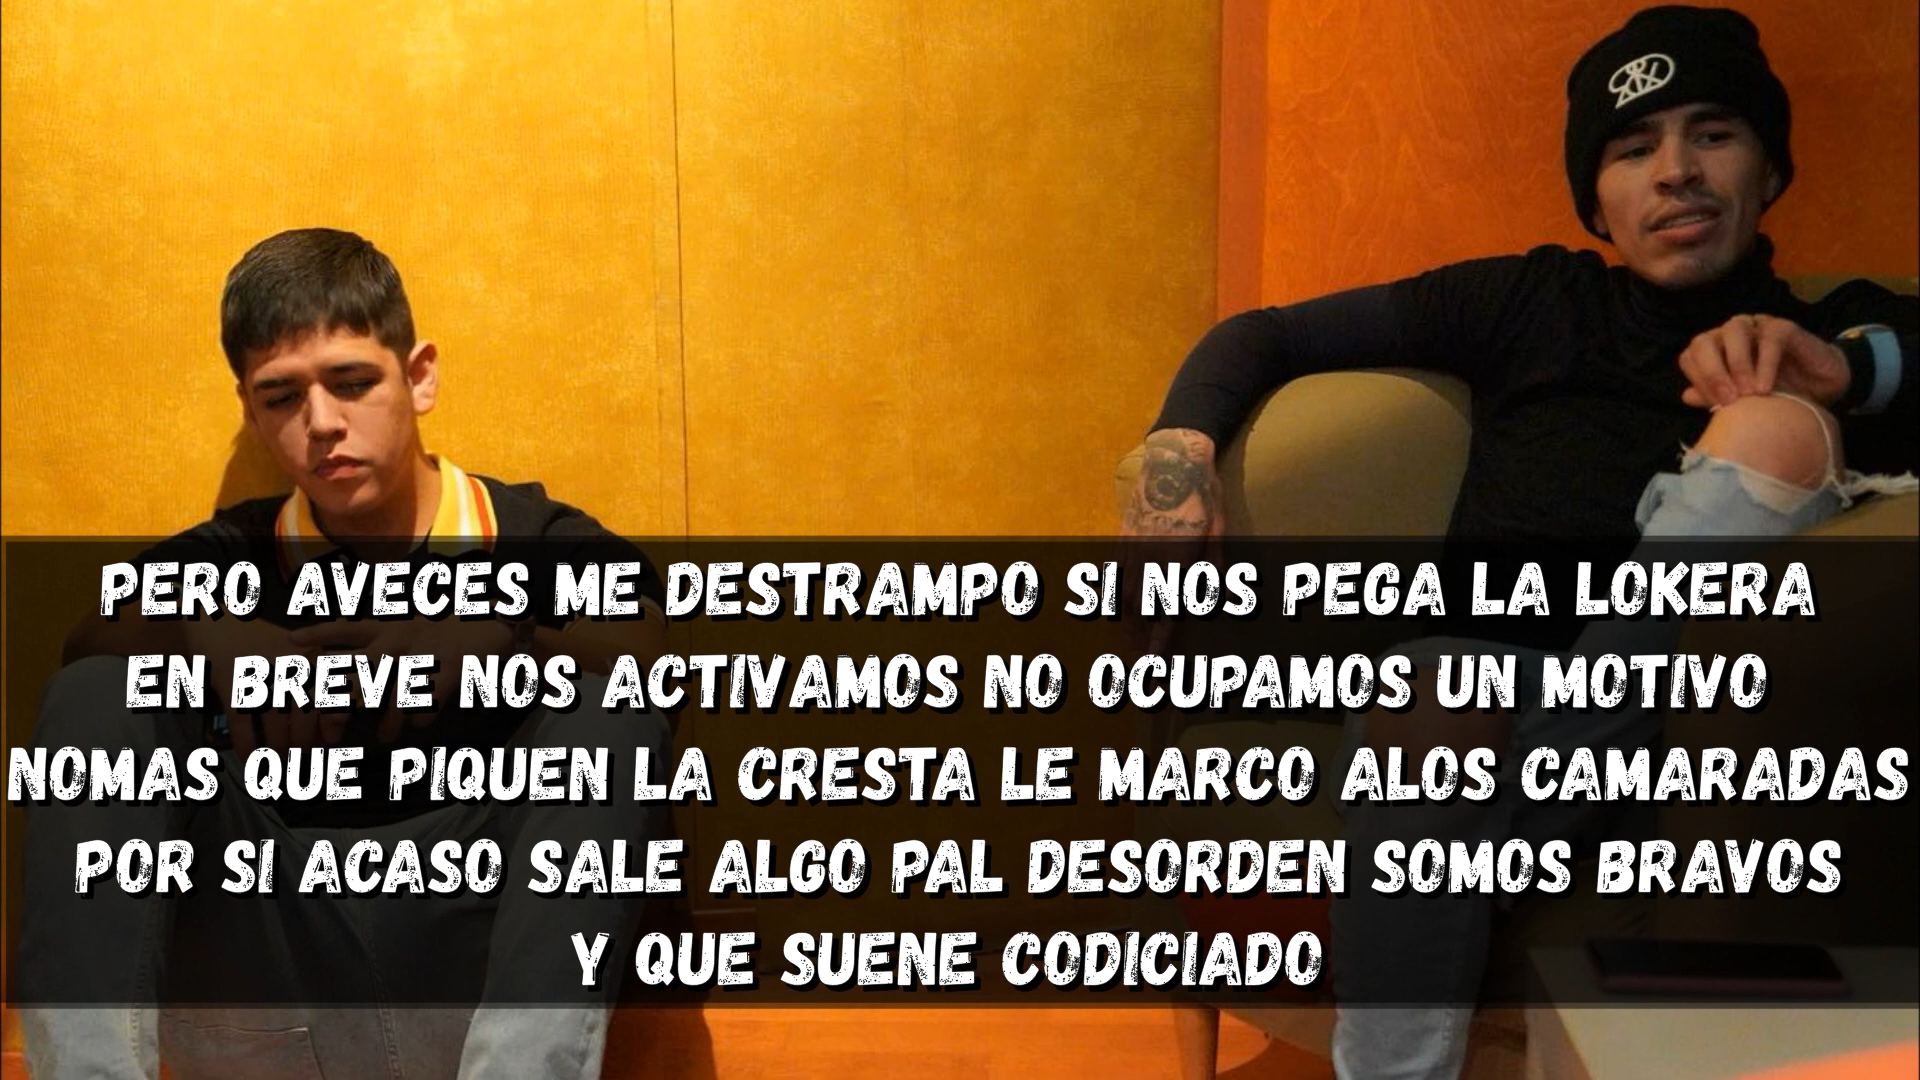 PERO AVECES ME DESTRAMPO SI NOS PEGA LA LOKERA
EN BREVE NOS ACTIVAMOS NO OCUPAMOS UN MOTIVO
NOMAS QUE PIQUEN LA CRESTA LE MARCO ALOS CAMARADAS
POR SI ACASO SALE ALGO PAL DESORDEN SOMOS BRAVOS
Y QUE SUENE CODICIADO